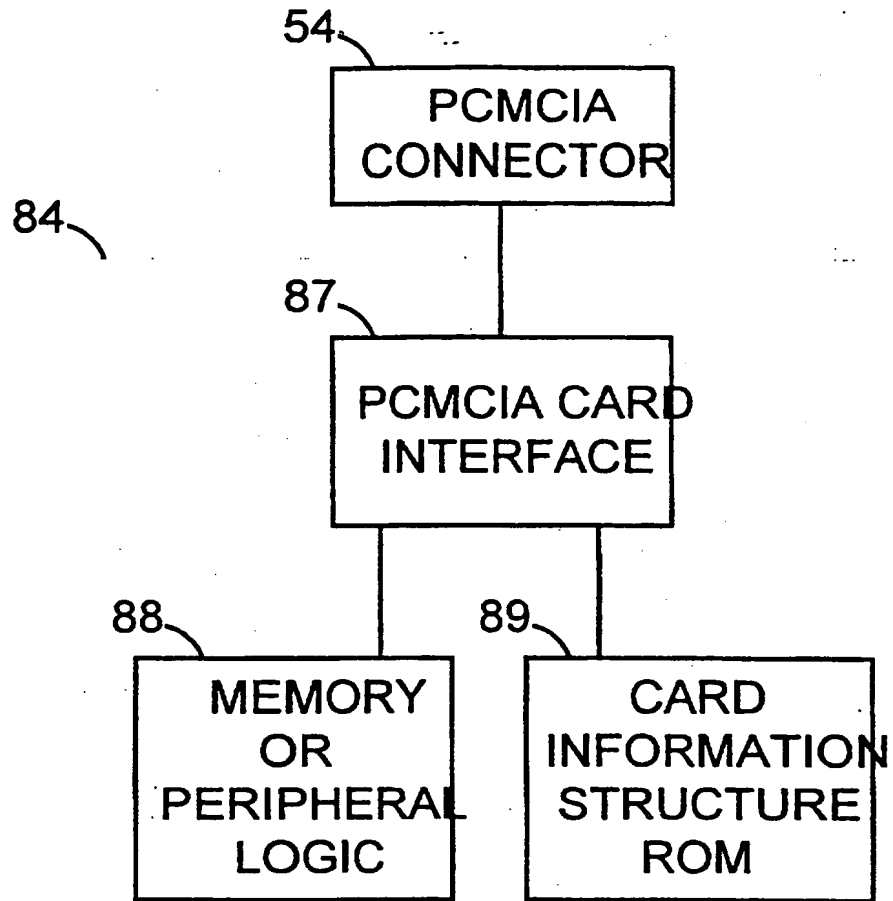 54
PCMCIA
CONNECTOR
84
87
PCMCIA CARD
INTERFACE
88
MEMORY
OR
PERIPHERAL
LOGIC
89
CARD
INFORMATION
STRUCTURE
ROM